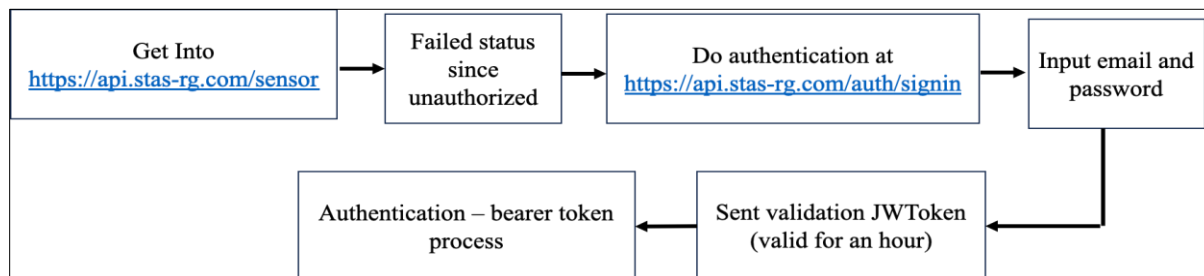 Get Into
https://api.stas-rg.com/sensor
Failed status
since
unauthorized
Do authentication at
https://api.stas-rg.com/auth/signin
Input email and
password
Authentication – bearer token
process
Sent validation JWToken
(valid for an hour)